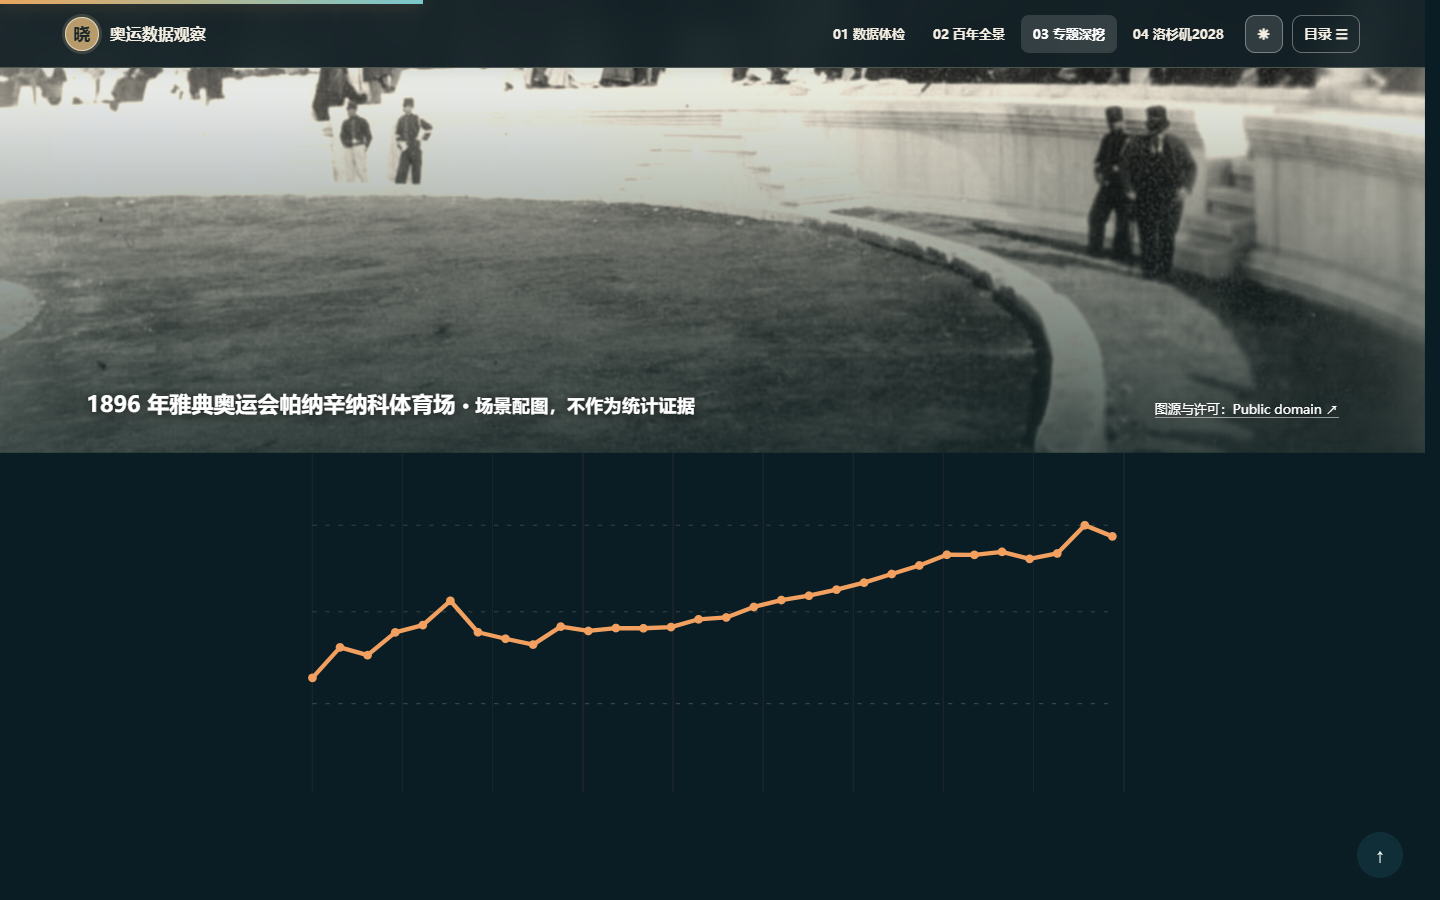 晓 奥运数据观察
01 数据体检 02 百年全景 03 专题深挖 04 洛杉矶2028 目录 ☰
1896 年雅典奥运会帕纳辛纳科体育场 · 场景配图，不作为统计证据
图源与许可：Public domain ↗
↑